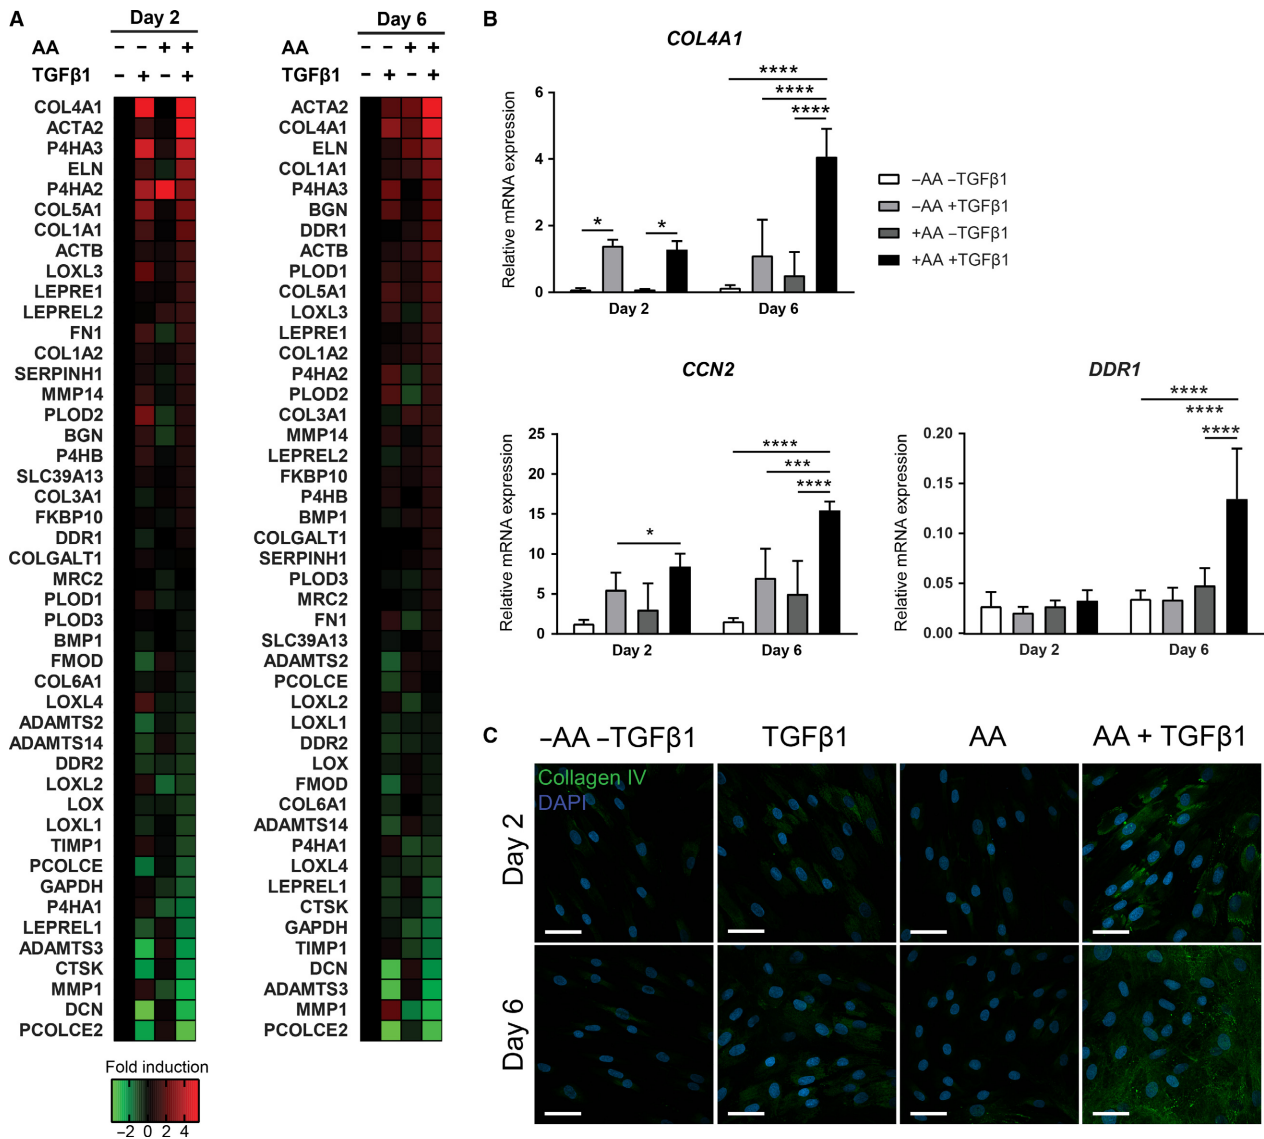 A
Day 2
AA − − + +
TGFβ1 − + − +
COL4A1
ACTA2
P4HA3
ELN
P4HA2
COL5A1
COL1A1
ACTB
LOXL3
LEPRE1
LEPREL2
FN1
COL1A2
SERPINH1
MMP14
PLOD2
BGN
P4HB
SLC39A13
COL3A1
FKBP10
DDR1
COLGALT1
MRC2
PLOD1
PLOD3
BMP1
FMOD
COL6A1
LOXL4
ADAMTS2
ADAMTS14
DDR2
LOXL2
LOX
LOXL1
TIMP1
PCOLCE
GAPDH
P4HA1
LEPREL1
ADAMTS3
CTSK
MMP1
DCN
PCOLCE2
Fold induction
−2 0 2 4
Day 6
AA − − + +
TGFβ1 − + − +
ACTA2
COL4A1
ELN
COL1A1
P4HA3
BGN
DDR1
ACTB
PLOD1
COL5A1
LOXL3
LEPRE1
COL1A2
P4HA2
PLOD2
COL3A1
MMP14
LEPREL2
FKBP10
P4HB
BMP1
COLGALT1
SERPINH1
PLOD3
MRC2
FN1
SLC39A13
ADAMTS2
PCOLCE
LOXL2
LOXL1
DDR2
LOX
FMOD
COL6A1
ADAMTS14
P4HA1
LOXL4
LEPREL1
CTSK
GAPDH
TIMP1
DCN
ADAMTS3
MMP1
PCOLCE2
B
COL4A1
Relative mRNA expression
6
4
2
0
* *
****
****
****
Day 2 Day 6
−AA −TGFβ1
−AA +TGFβ1
+AA −TGFβ1
+AA +TGFβ1
CCN2
Relative mRNA expression
25
20
15
10
5
0
*
****
***
****
Day 2 Day 6
DDR1
Relative mRNA expression
0.20
0.15
0.10
0.05
0.00
****
****
****
Day 2 Day 6
C
−AA −TGFβ1 TGFβ1 AA AA + TGFβ1
Collagen IV
DAPI
Day 2
Day 6